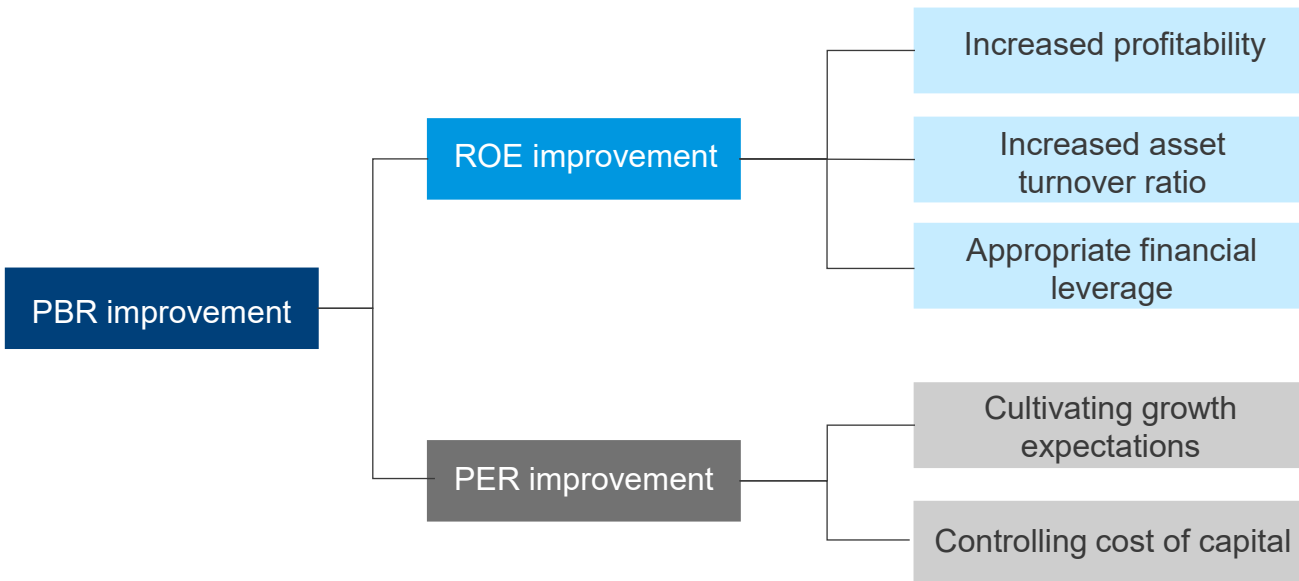 PBR improvement
ROE improvement
Increased profitability
Increased asset
turnover ratio
Appropriate financial
leverage
PER improvement
Cultivating growth
expectations
Controlling cost of capital